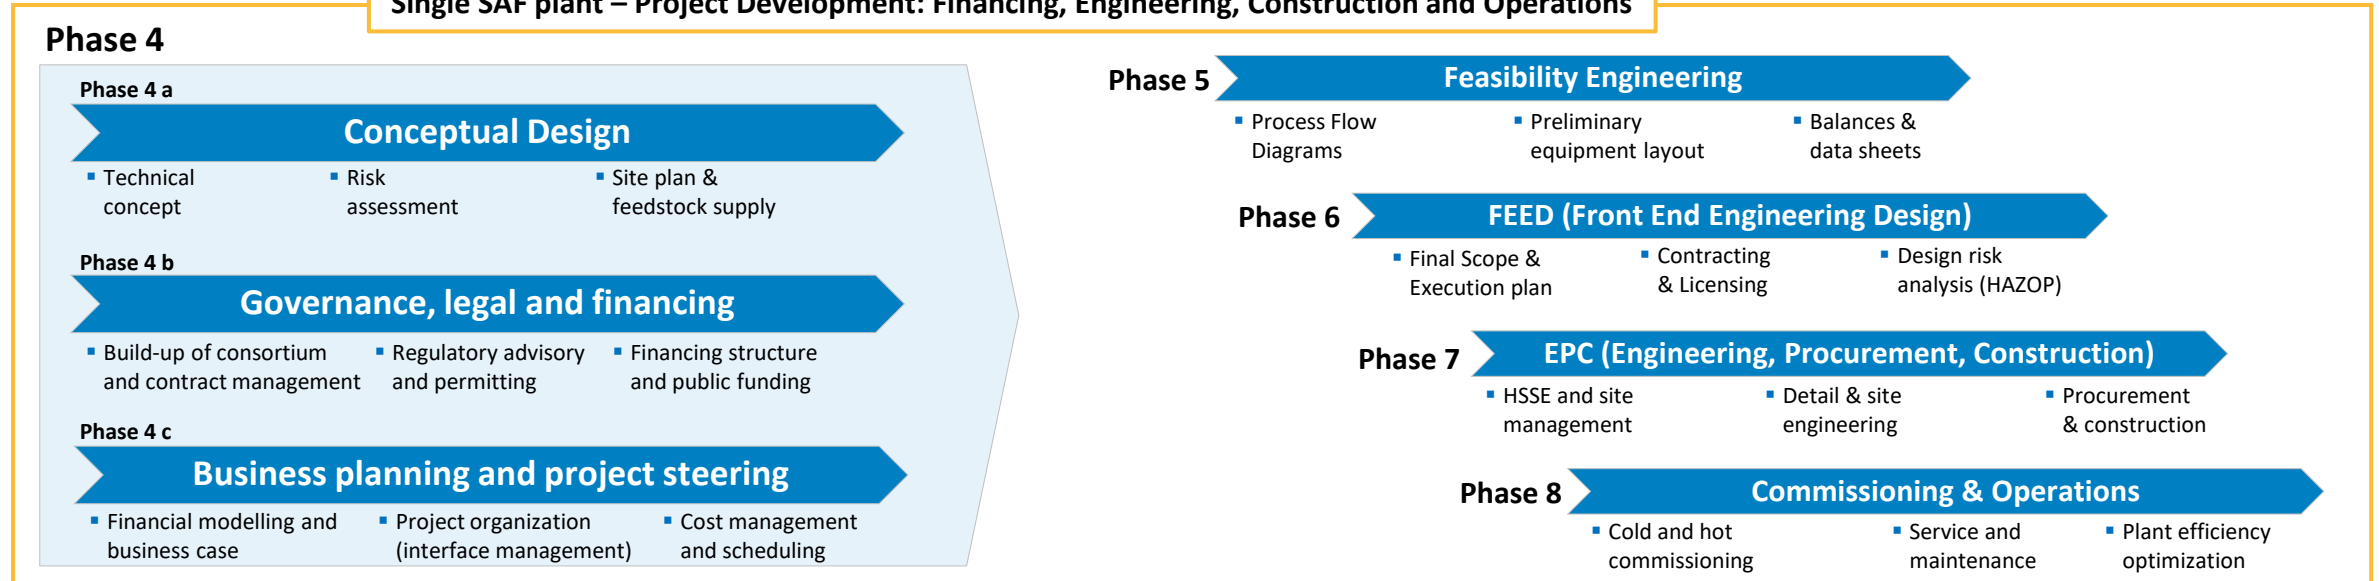 Single SAF plant – Project Development: Financing, Engineering, Construction and Operations
Phase 4
Phase 4 a
Conceptual Design
▪ Technical
concept
▪ Risk
assessment
▪ Site plan &
feedstock supply
Phase 4 b
Governance, legal and financing
▪ Build-up of consortium
and contract management
▪ Regulatory advisory
and permitting
▪ Financing structure
and public funding
Phase 4 c
Business planning and project steering
▪ Financial modelling and
business case
▪ Project organization
(interface management)
▪ Cost management
and scheduling
Phase 5
Feasibility Engineering
▪ Process Flow
Diagrams
▪ Preliminary
equipment layout
▪ Balances &
data sheets
Phase 6
FEED (Front End Engineering Design)
▪ Final Scope &
Execution plan
▪ Contracting
& Licensing
▪ Design risk
analysis (HAZOP)
Phase 7
EPC (Engineering, Procurement, Construction)
▪ HSSE and site
management
▪ Detail & site
engineering
▪ Procurement
& construction
Phase 8
Commissioning & Operations
▪ Cold and hot
commissioning
▪ Service and
maintenance
▪ Plant efficiency
optimization